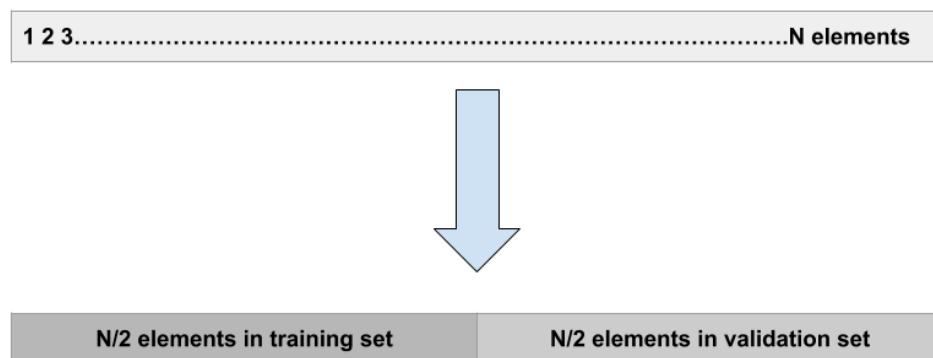 1 2 3……………………………………………………………………………………N elements
N/2 elements in training set
N/2 elements in validation set